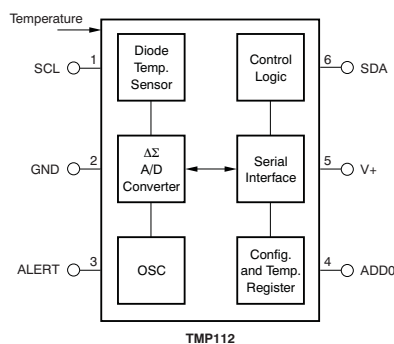 Temperature
SCL
1
Diode
Temp.
Sensor
Control
Logic
6
SDA
GND
2
ΔΣ
A/D
Converter
Serial
Interface
5
V+
ALERT
3
OSC
Config.
and Temp.
Register
4
ADD0
TMP112